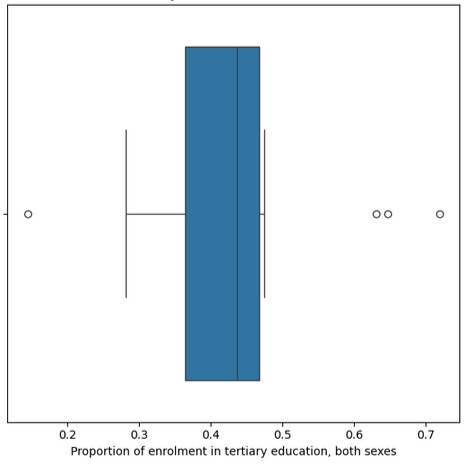 0.2 0.3 0.4 0.5 0.6 0.7
Proportion of enrolment in tertiary education, both sexes